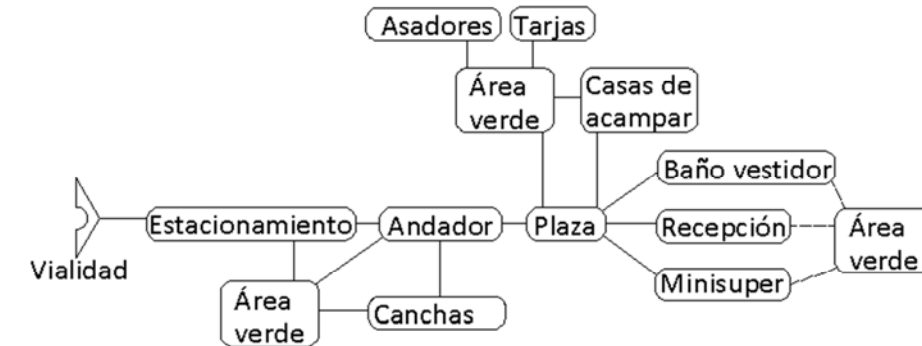 Asadores
Tarjas
Área
verde
Casas de
acampar
Baño vestidor
Estacionamiento
Andador
Plaza
Recepción
Área
verde
Vialidad
Minisuper
Área
verde
Canchas